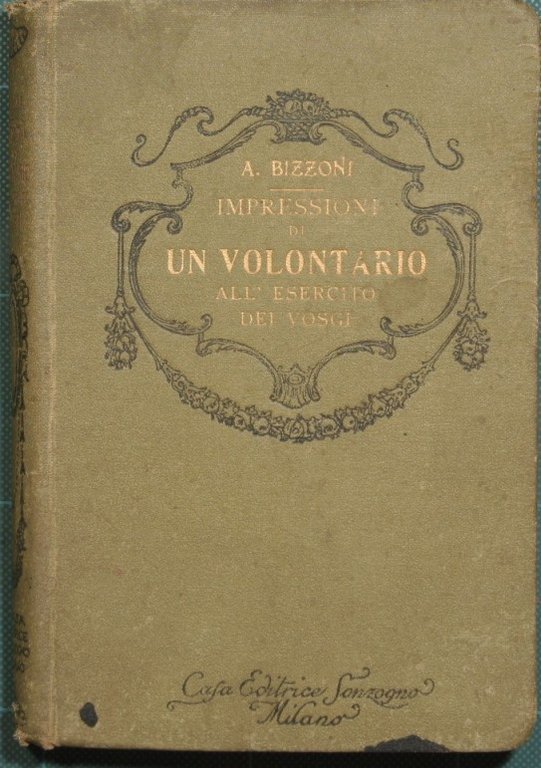 A. BIZZONI
IMPRESSIONI
DI
UN VOLONTARIO
ALL' ESERCITO
DEI VOSGI
Casa Editrice Sonzogno
Milano